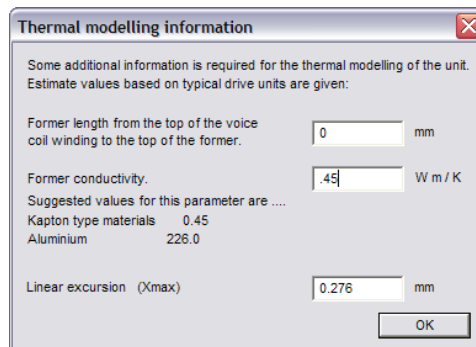 Thermal modelling information
Some additional information is required for the thermal modelling of the unit.
Estimate values based on typical drive units are given:
Former length from the top of the voice
coil winding to the top of the former.
0 mm
Former conductivity. .45 W m / K
Suggested values for this parameter are ....
Kapton type materials 0.45
Aluminium 226.0
Linear excursion (Xmax) 0.276 mm
OK